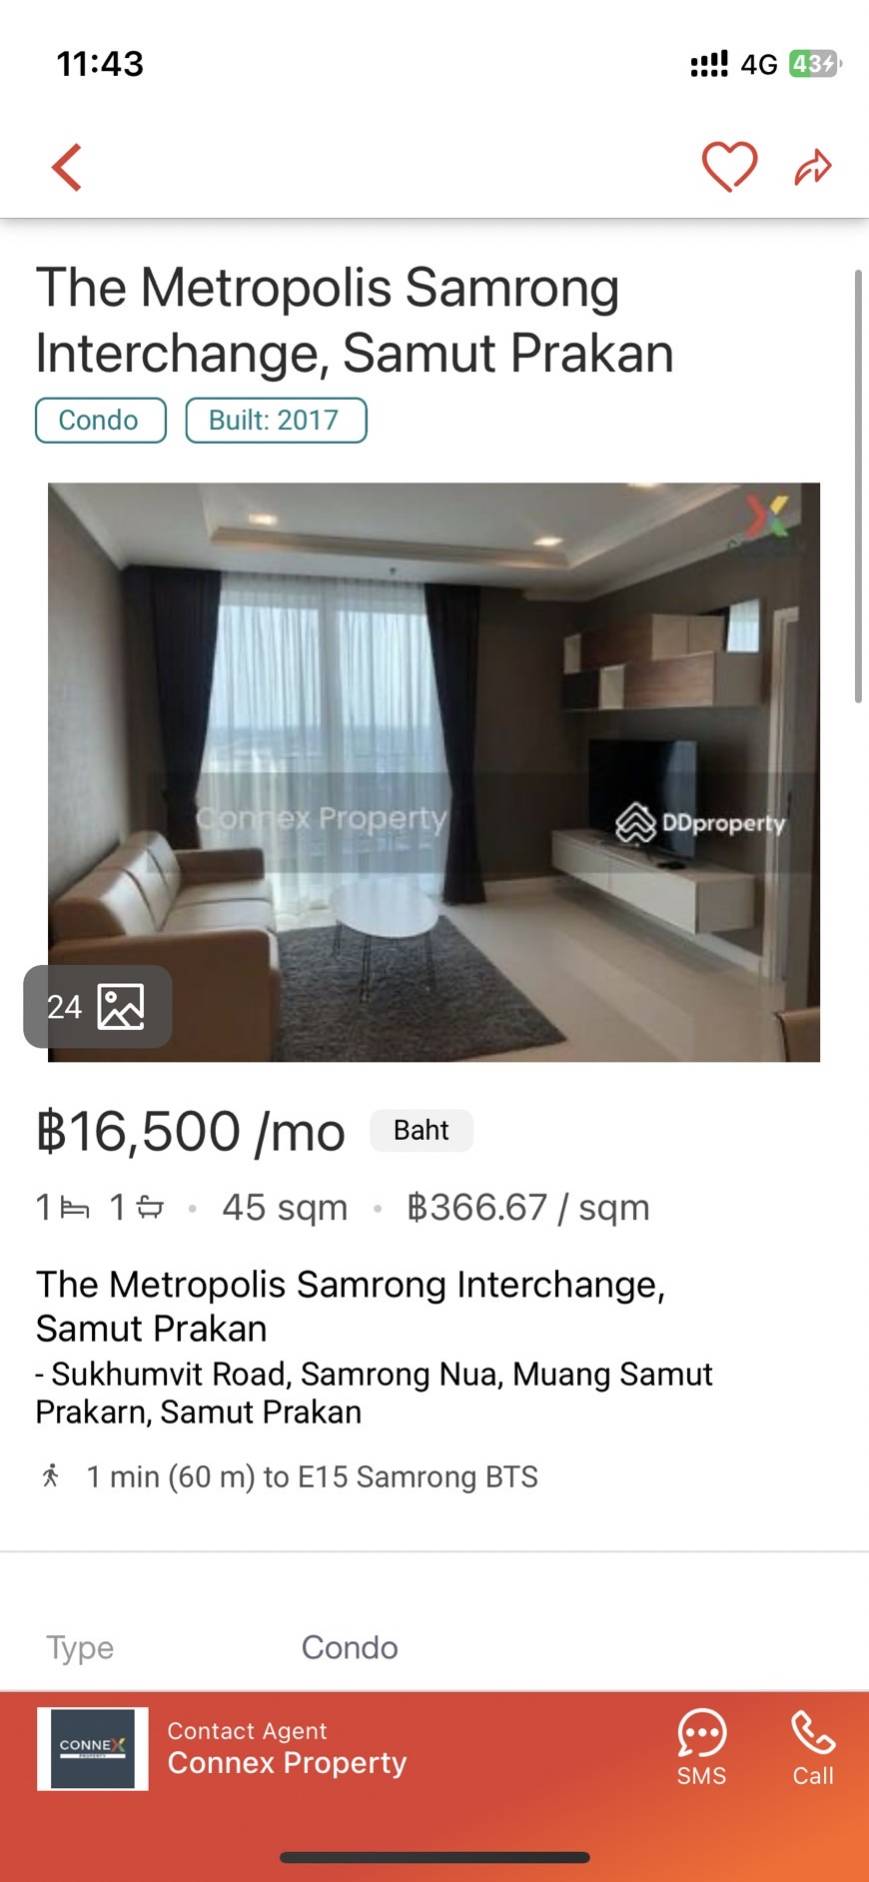 11:43
4G 43
The Metropolis Samrong
Interchange, Samut Prakan
Condo Built: 2017
Connex Property
DDproperty
24
฿16,500 /mo Baht
1 1 • 45 sqm • ฿366.67 / sqm
The Metropolis Samrong Interchange,
Samut Prakan
- Sukhumvit Road, Samrong Nua, Muang Samut
Prakarn, Samut Prakan
1 min (60 m) to E15 Samrong BTS
Type Condo
CONNEX
PROPERTY
Contact Agent
Connex Property
SMS
Call